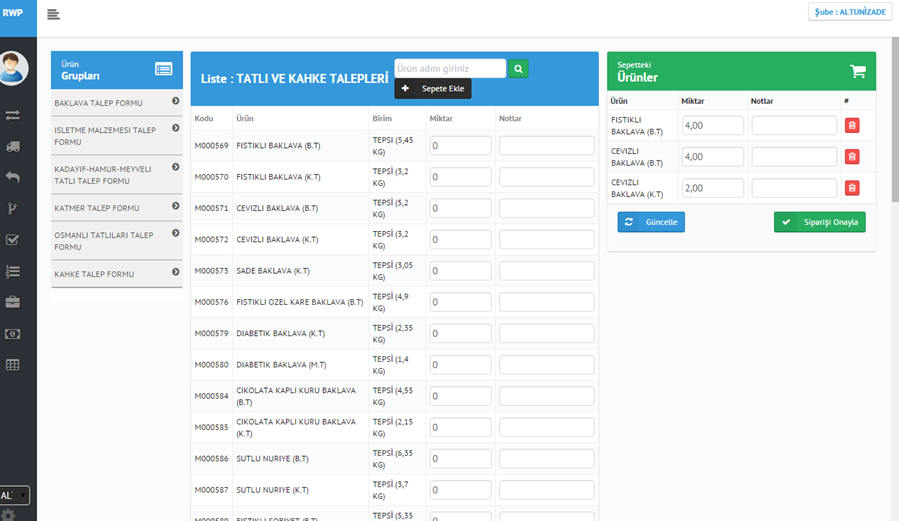 RWP
Şube : ALTUNİZADE
Ürün
Grupları
BAKLAVA TALEP FORMU
ISLETME MALZEMESI TALEP
FORMU
KADAYIF-HAMUR-MEYVELI
TATLI TALEP FORMU
KATMER TALEP FORMU
OSMANLI TATLILARI TALEP
FORMU
KAHKE TALEP FORMU
Liste : TATLI VE KAHKE TALEPLERİ
Ürün adını giriniz
Sepete Ekle
Kodu Ürün Birim Miktar Notlar
M000569 FISTIKLI BAKLAVA (B.T) TEPSİ (5,45
KG) 0
M000570 FISTIKLI BAKLAVA (K.T) TEPSİ (3,2
KG) 0
M000571 CEVIZLI BAKLAVA (B.T) TEPSİ (5,2
KG) 0
M000572 CEVIZLI BAKLAVA (K.T) TEPSİ (3,2
KG) 0
M000573 SADE BAKLAVA (K.T) TEPSİ (3,05
KG) 0
M000576 FISTIKLI OZEL KARE BAKLAVA (B.T) TEPSİ (4,9
KG) 0
M000579 DIABETIK BAKLAVA (K.T) TEPSİ (2,35
KG) 0
M000580 DIABETIK BAKLAVA (M.T) TEPSİ (1,4
KG) 0
M000584 CIKOLATA KAPLI KURU BAKLAVA
(B.T) TEPSİ (4,55
KG) 0
M000585 CIKOLATA KAPLI KURU BAKLAVA
(K.T) TEPSİ (2,15
KG) 0
M000586 SUTLU NURIYE (B.T) TEPSİ (6,35
KG) 0
M000587 SUTLU NURIYE (K.T) TEPSİ (3,7
KG) 0
M000589 FISTIKLI SOBIYET (B.T) TEPSİ (5,35
0
Sepetteki
Ürünler
Ürün Miktar Notlar #
FISTIKLI
BAKLAVA (B.T) 4,00
CEVIZLI
BAKLAVA (B.T) 4,00
CEVIZLI
BAKLAVA (K.T) 2,00
Güncelle
Siparişi Onayla
AL